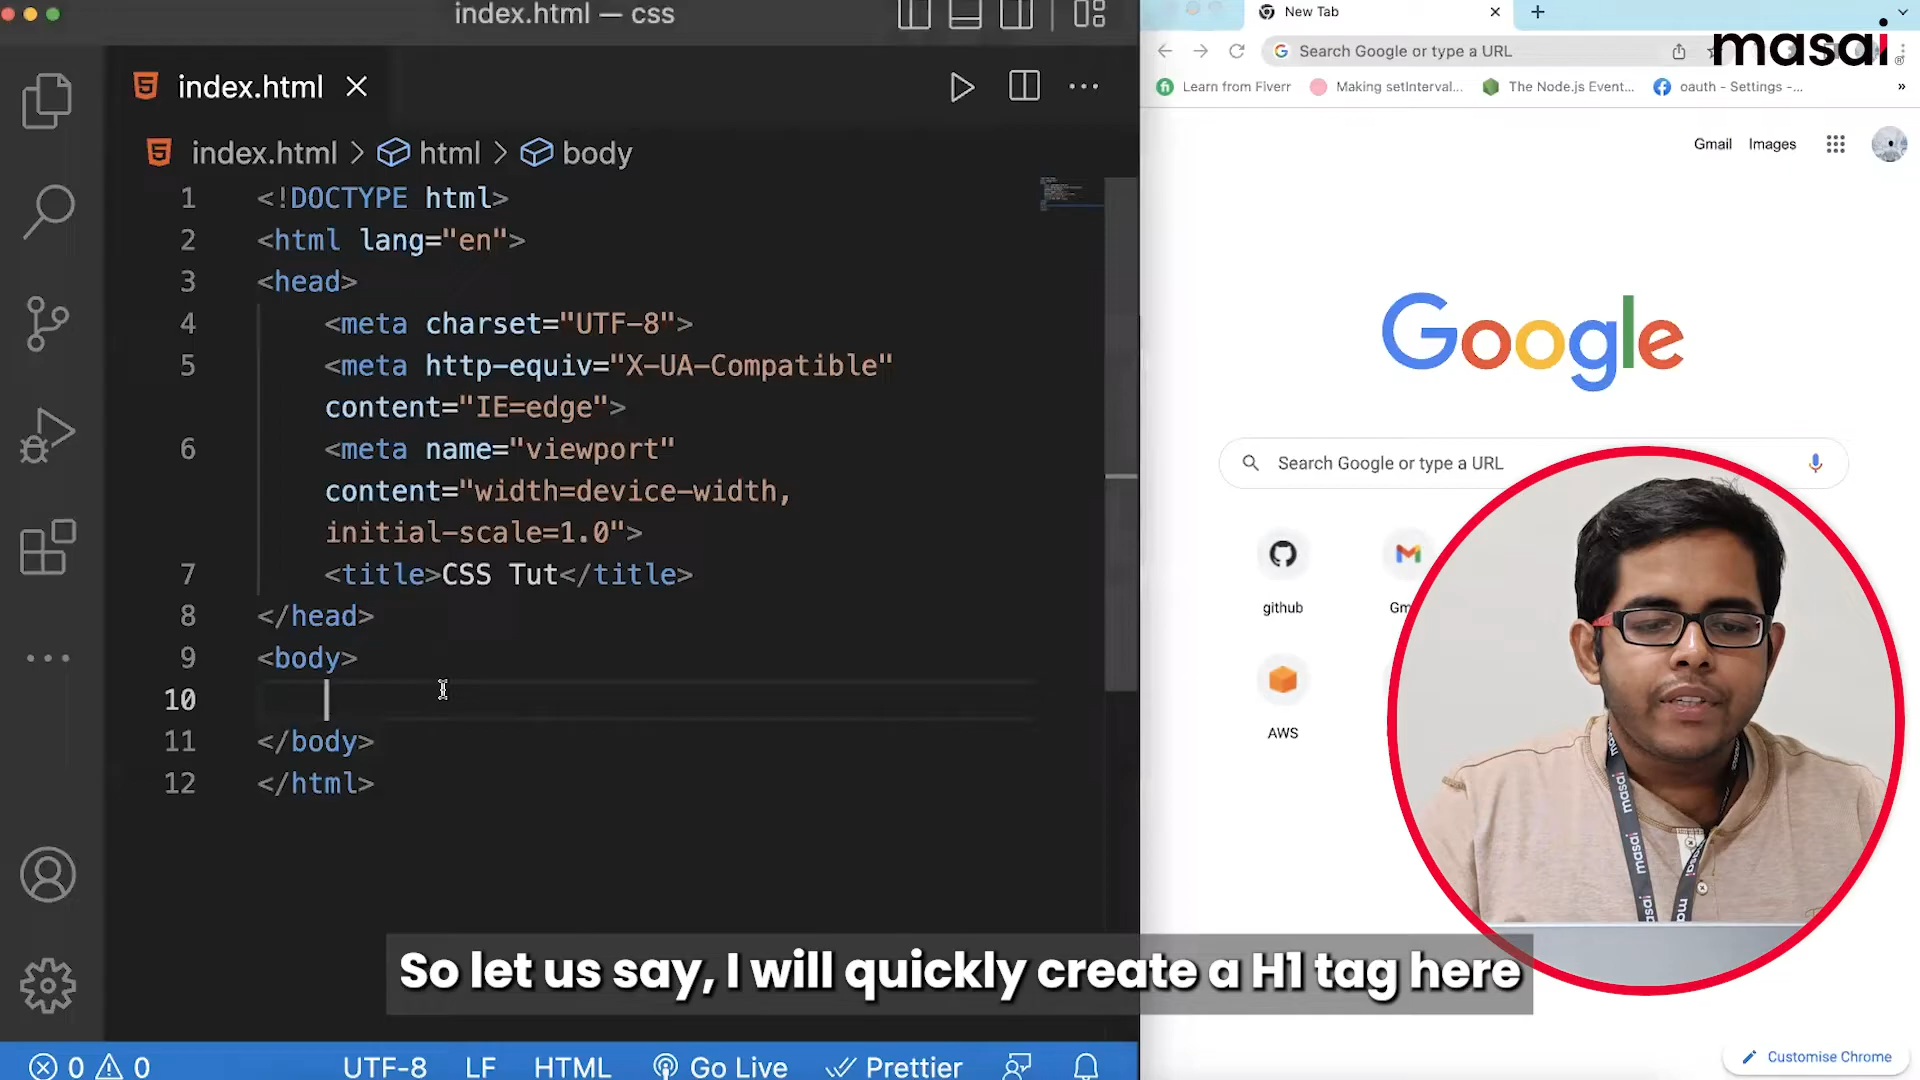 index.html — css
index.html
index.html > html > body
1 <!DOCTYPE html>
2 <html lang="en">
3 <head>
4 <meta charset="UTF-8">
5 <meta http-equiv="X-UA-Compatible"
content="IE=edge">
6 <meta name="viewport"
content="width=device-width,
initial-scale=1.0">
7 <title>CSS Tut</title>
8 </head>
9 <body>
10
11 </body>
12 </html>
0 0 UTF-8 LF HTML Go Live Prettier
New Tab
Search Google or type a URL
masai
Learn from Fiverr Making setInterval... The Node.js Event... oauth - Settings -... »
Gmail Images
Google
Search Google or type a URL
github
AWS
masai
masai
So let us say, I will quickly create a H1 tag here
Customise Chrome